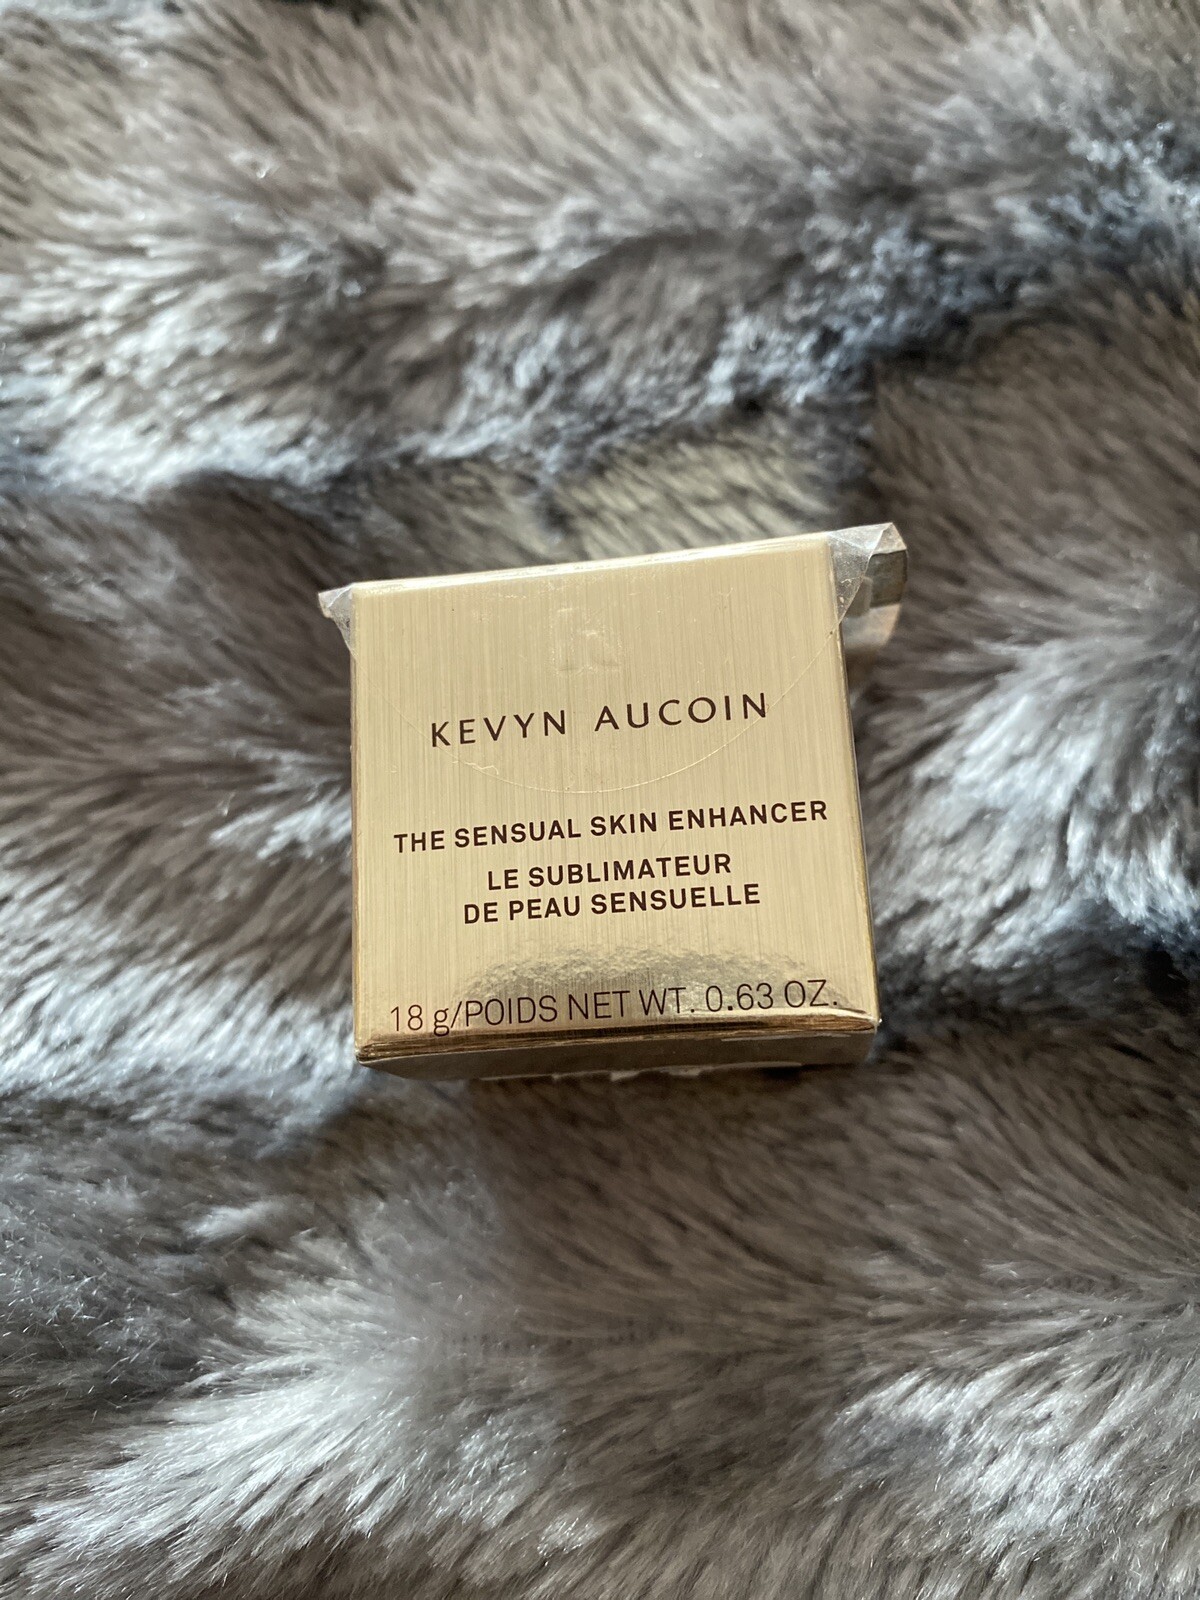 KEVYN AUCOIN
THE SENSUAL SKIN ENHANCER
LE SUBLIMATEUR
DE PEAU SENSUELLE
18 g/POIDS NET WT. 0.63 OZ.